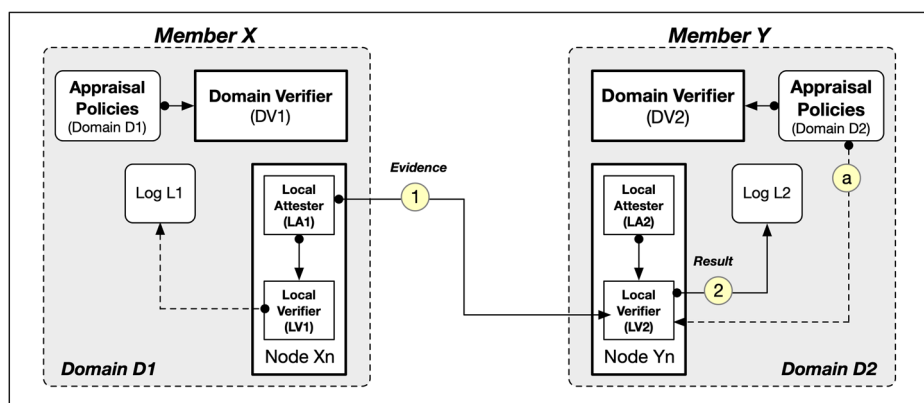 Member X
Appraisal
Policies
(Domain D1)
Domain Verifier
(DV1)
Log L1
Local
Attester
(LA1)
Local
Verifier
(LV1)
Node Xn
Domain D1
Evidence
1
Member Y
Domain Verifier
(DV2)
Appraisal
Policies
(Domain D2)
a
Local
Attester
(LA2)
Log L2
Result
2
Local
Verifier
(LV2)
Node Yn
Domain D2